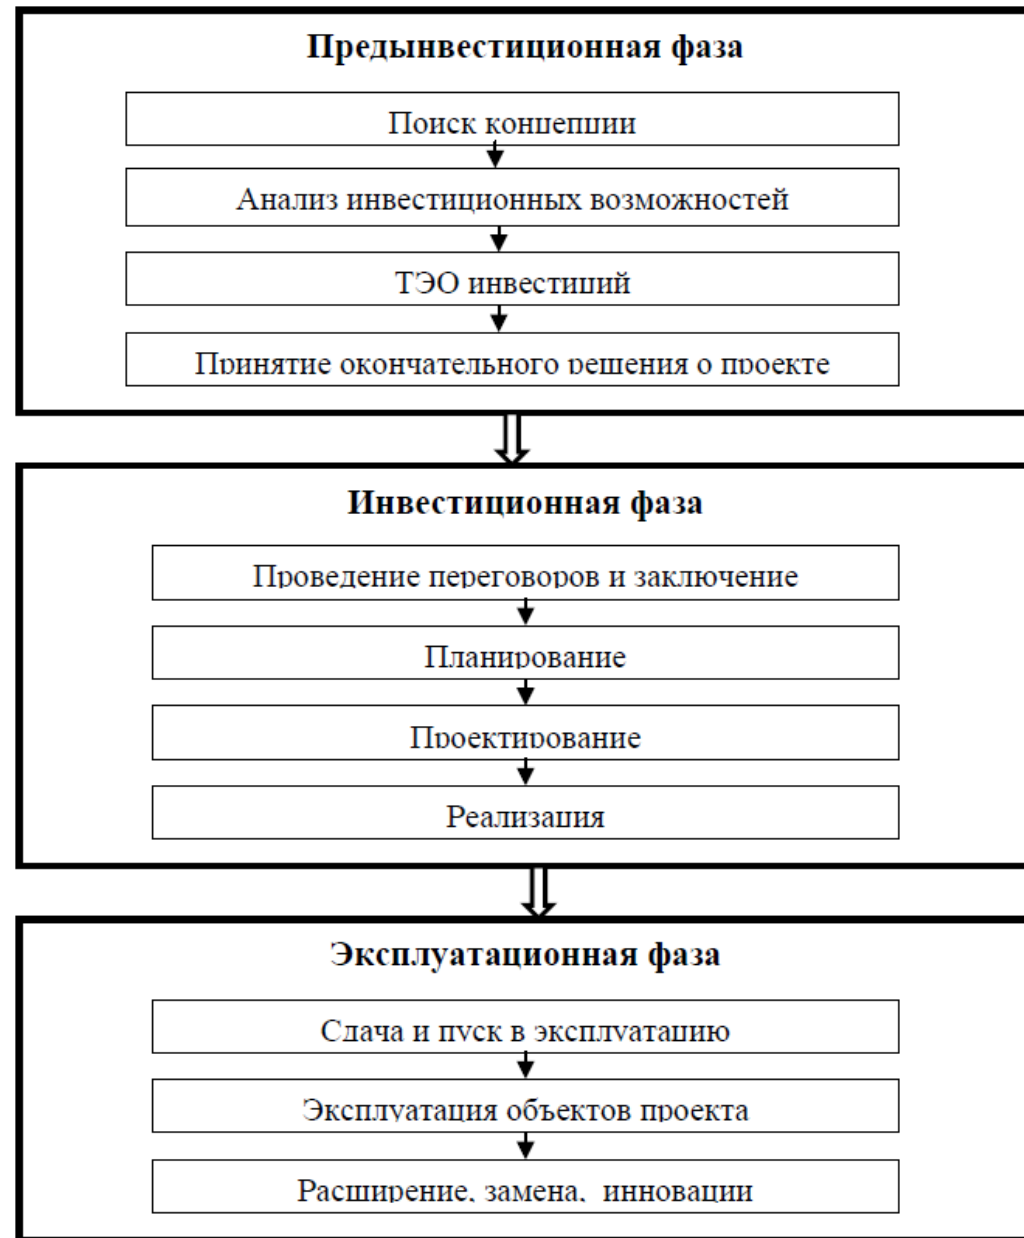 Предынвестиционная фаза
Поиск концепции
Анализ инвестиционных возможностей
ТЭО инвестиций
Принятие окончательного решения о проекте
Инвестиционная фаза
Проведение переговоров и заключение
Планирование
Проектирование
Реализация
Эксплуатационная фаза
Сдача и пуск в эксплуатацию
Эксплуатация объектов проекта
Расширение, замена, инновации